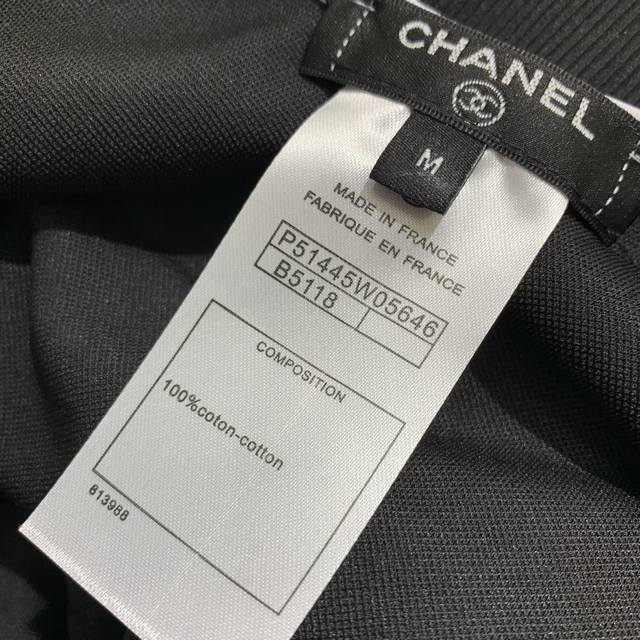 CHANEL
M
MADE IN FRANCE
FABRIQUE EN FRANCE
P51445W05646
B5118
COMPOSITION
100%coton-cotton
813988